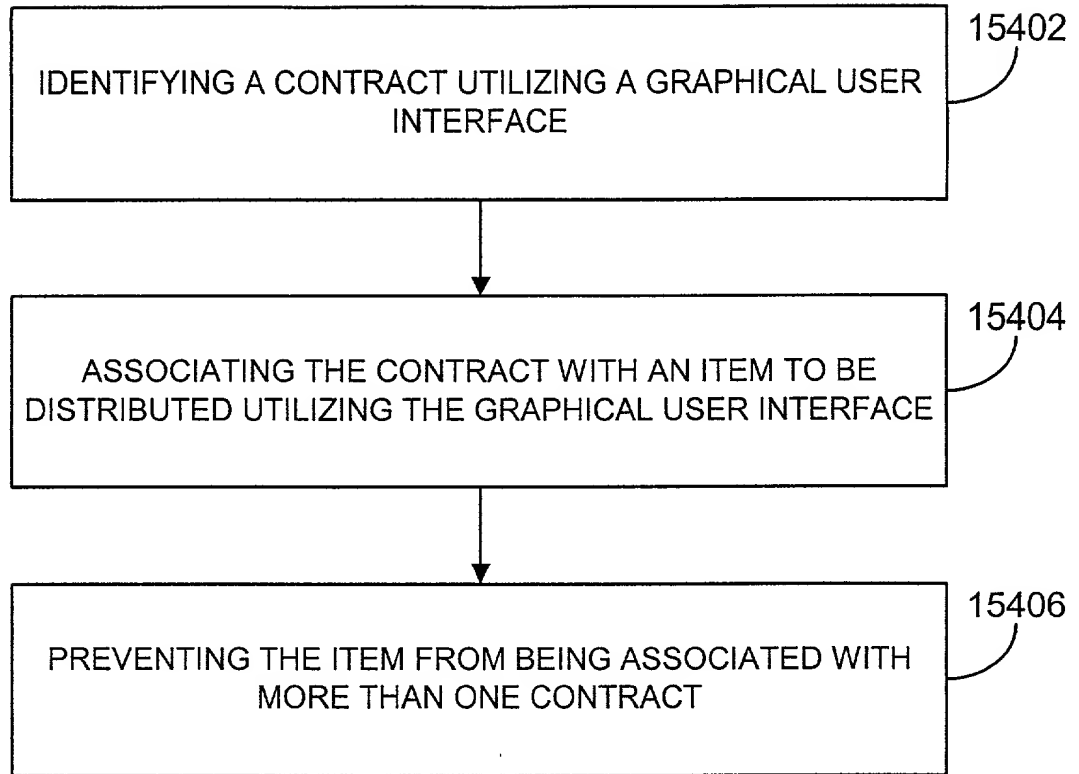 15402
IDENTIFYING A CONTRACT UTILIZING A GRAPHICAL USER
INTERFACE
15404
ASSOCIATING THE CONTRACT WITH AN ITEM TO BE
DISTRIBUTED UTILIZING THE GRAPHICAL USER INTERFACE
15406
PREVENTING THE ITEM FROM BEING ASSOCIATED WITH
MORE THAN ONE CONTRACT